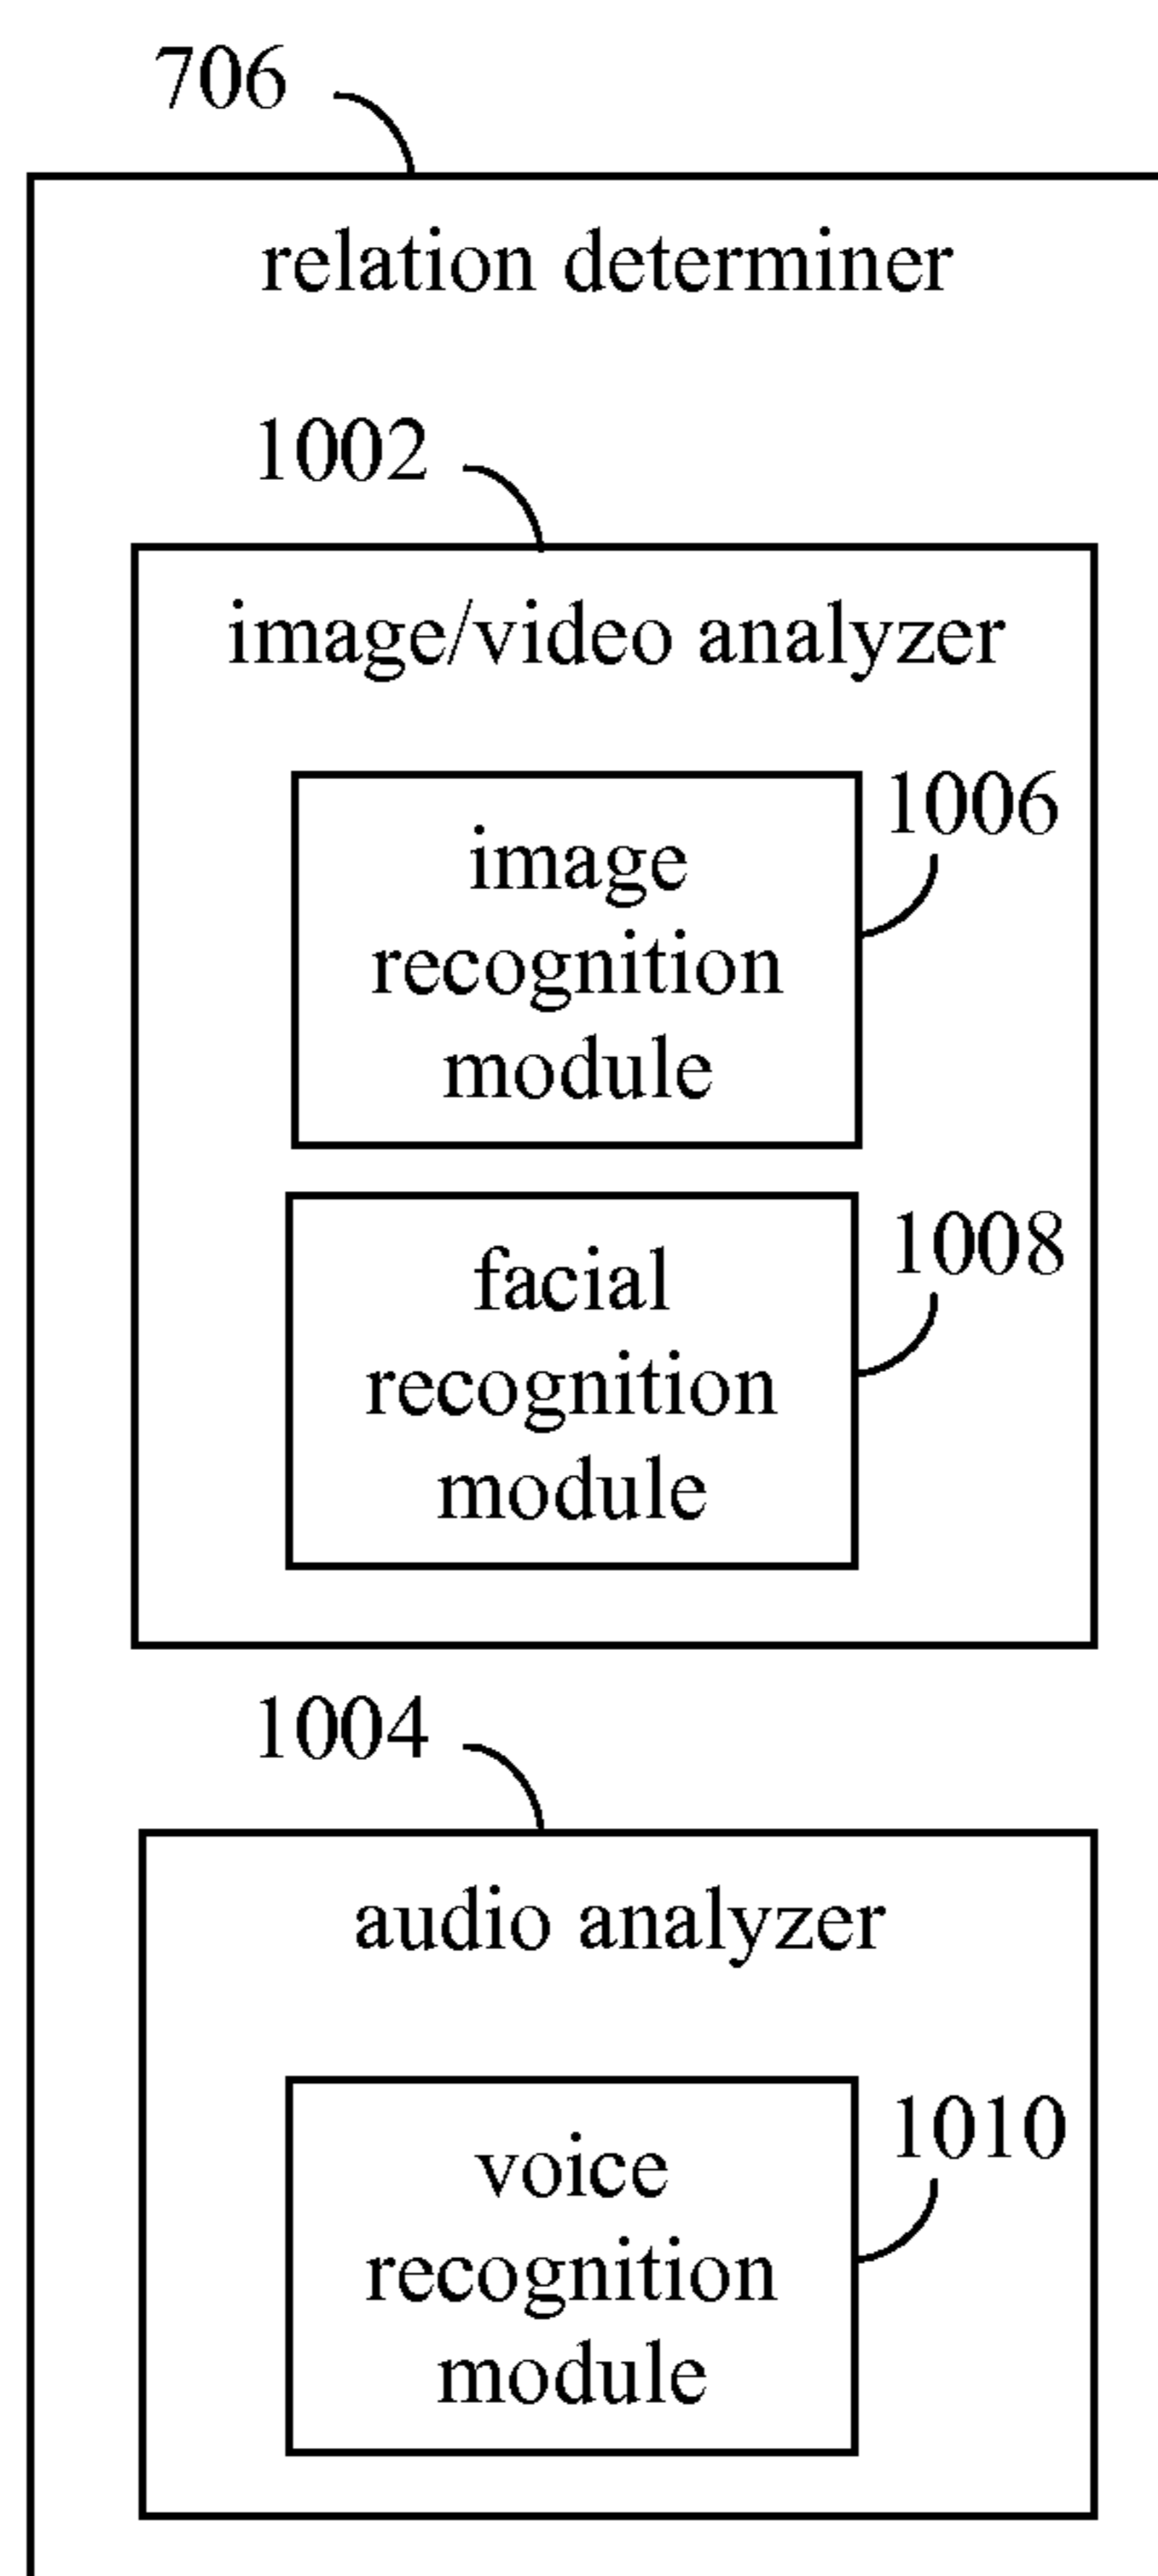 706
relation determiner
1002
image/video analyzer
1006
image
recognition
module
1008
facial
recognition
module
1004
audio analyzer
1010
voice
recognition
module